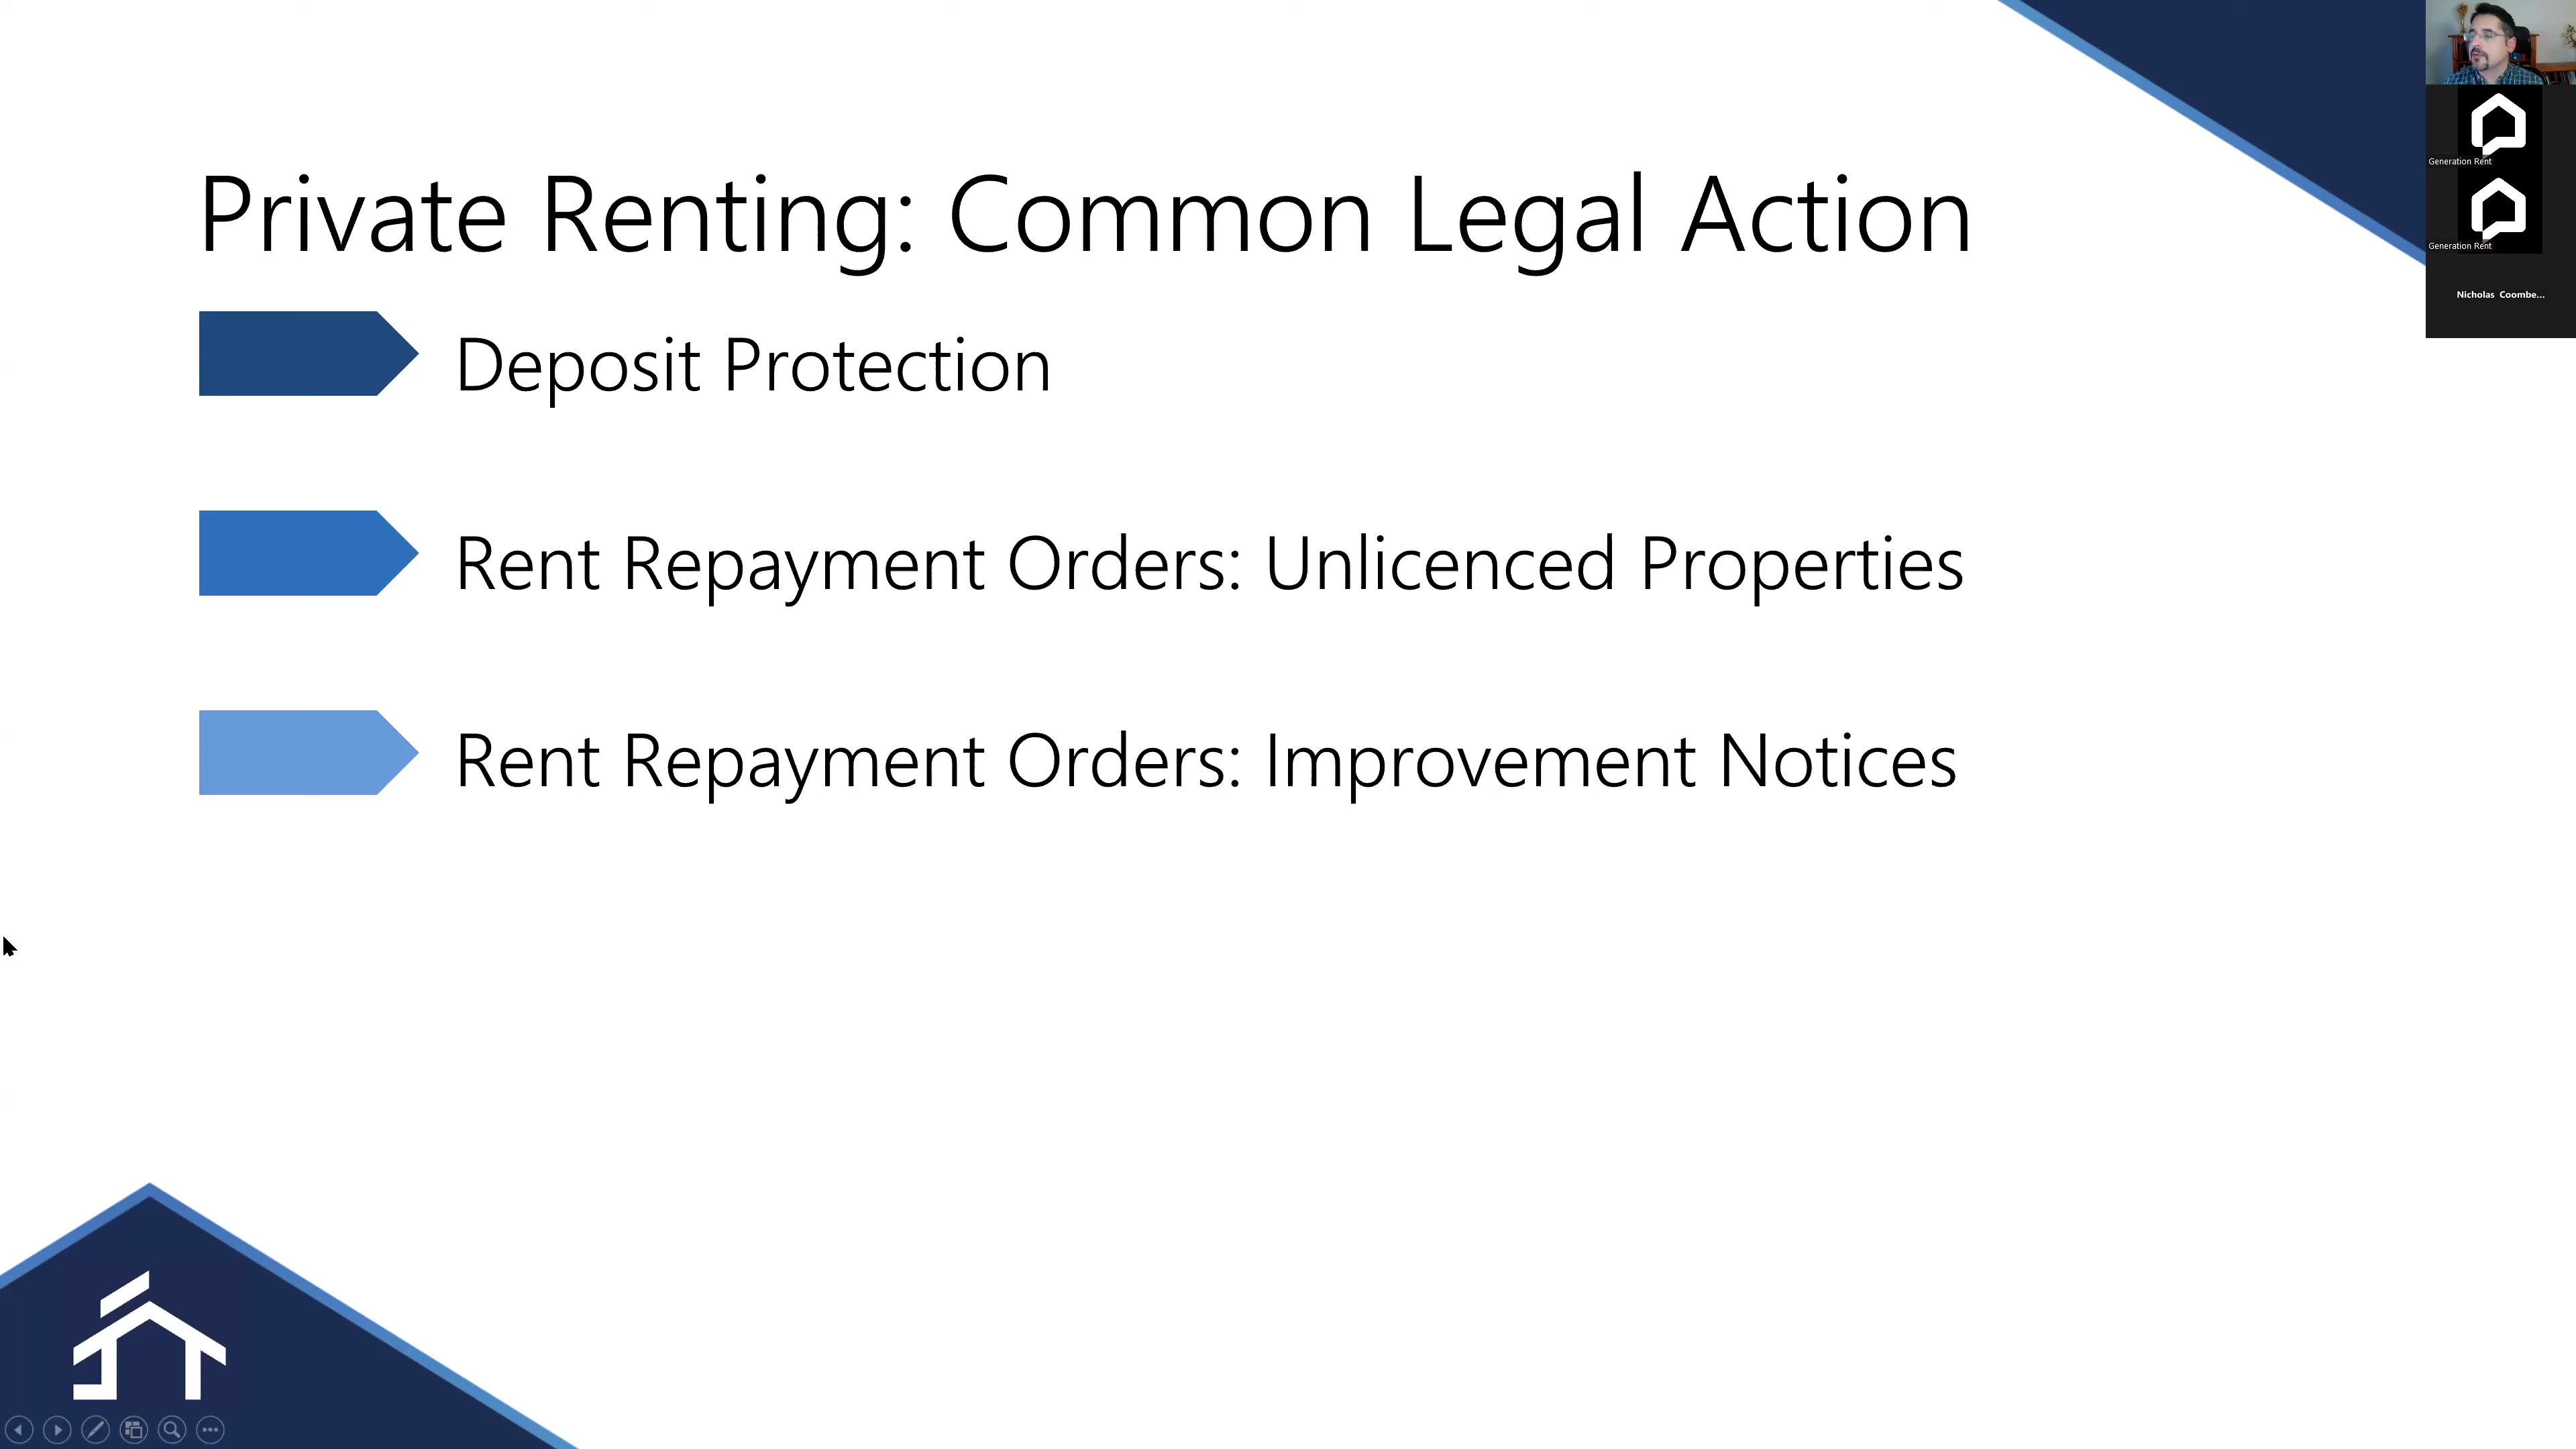 Private Renting: Common Legal Action
Deposit Protection
Rent Repayment Orders: Unlicenced Properties
Rent Repayment Orders: Improvement Notices
Generation Rent
Generation Rent
Nicholas Coombe...